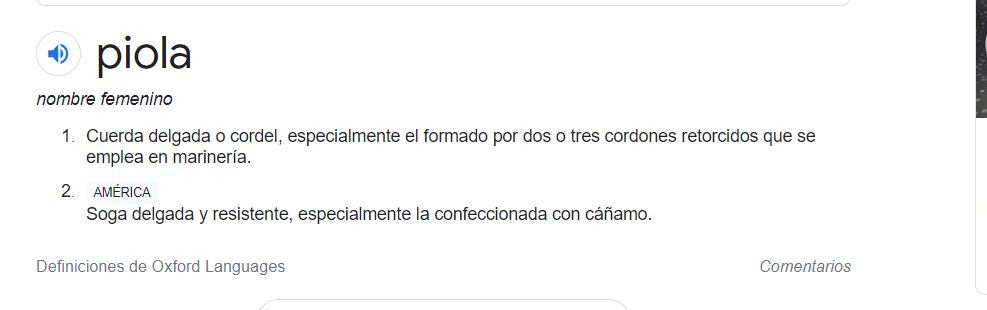 piola
nombre femenino
1. Cuerda delgada o cordel, especialmente el formado por dos o tres cordones retorcidos que se
emplea en marinería.
2. AMÉRICA
Soga delgada y resistente, especialmente la confeccionada con cáñamo.
Definiciones de Oxford Languages
Comentarios